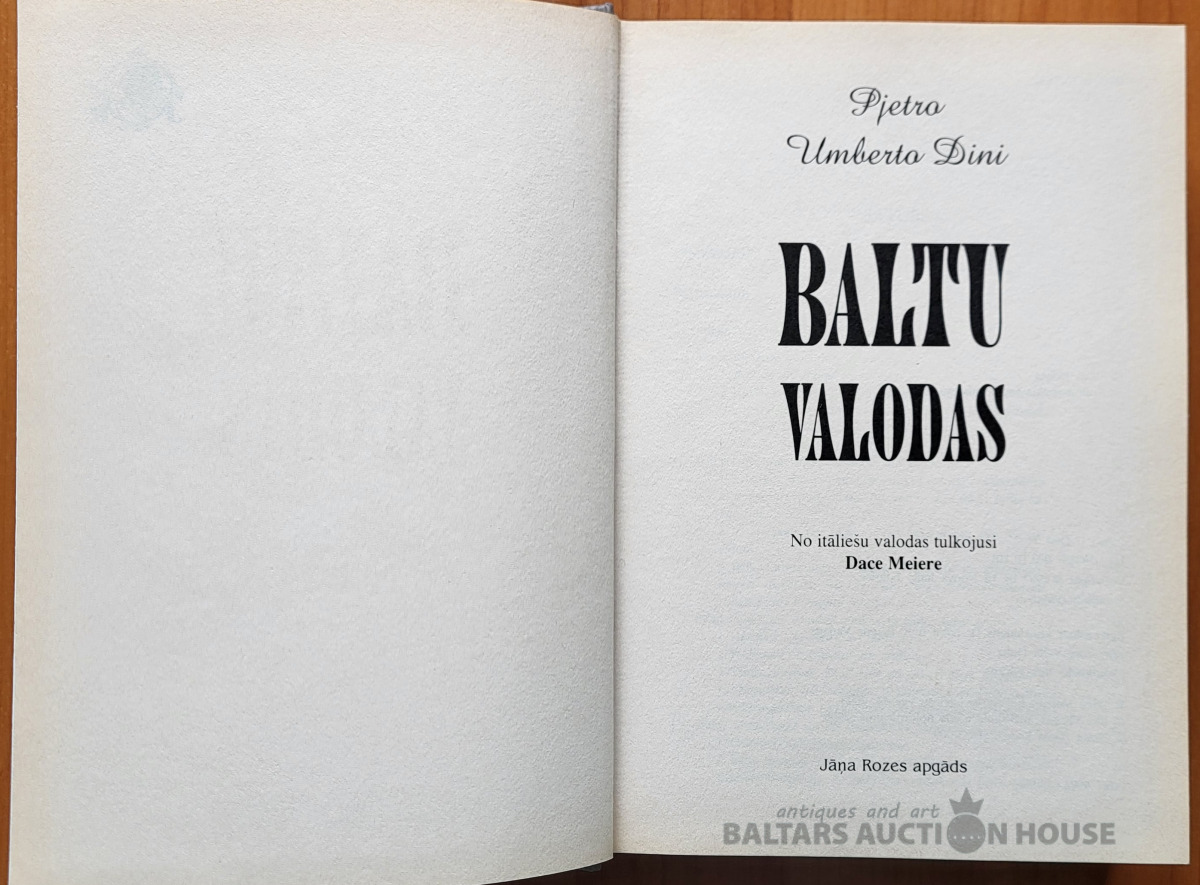 Pjetro
Umberto Dini
BALTU
VALODAS
No itāliešu valodas tulkojusi
Dace Meiere
Jāņa Rozes apgāds
antiques and art
BALTARS AUCTION HOUSE